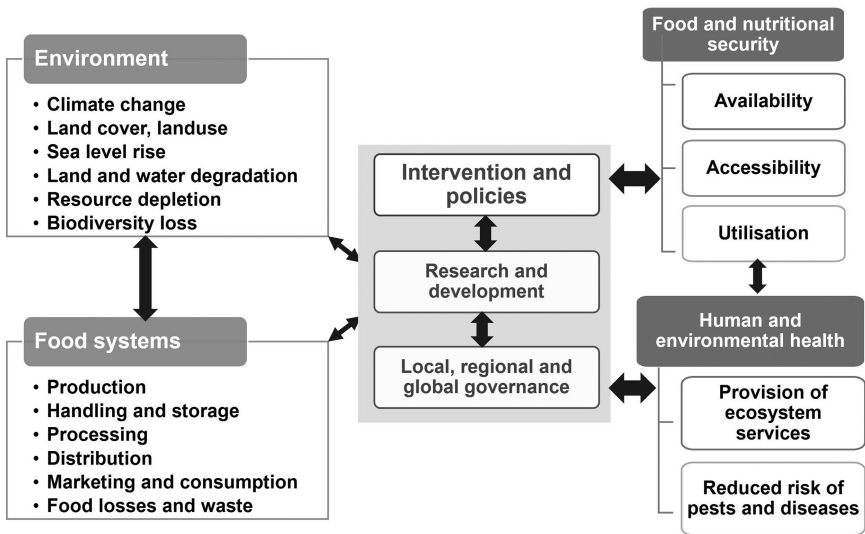 Environment
• Climate change
• Land cover, landuse
• Sea level rise
• Land and water degradation
• Resource depletion
• Biodiversity loss
Food systems
• Production
• Handling and storage
• Processing
• Distribution
• Marketing and consumption
• Food losses and waste
Intervention and
policies
Research and
development
Local, regional and
global governance
Food and nutritional
security
Availability
Accessibility
Utilisation
Human and
environmental health
Provision of
ecosystem
services
Reduced risk of
pests and diseases